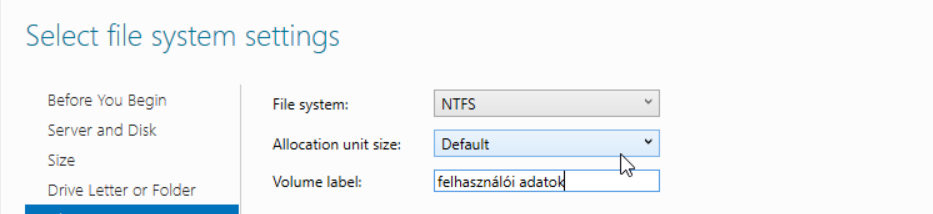 Select file system settings
Before You Begin
Server and Disk
Size
Drive Letter or Folder
File system: NTFS
Allocation unit size: Default
Volume label: felhasználói adatok